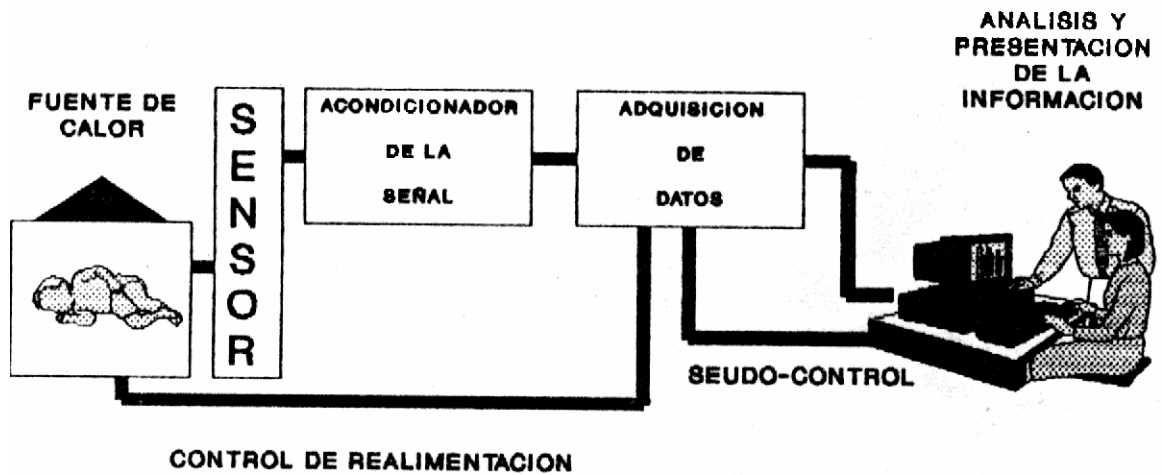 FUENTE DE
CALOR
SENSOR
ACONDICIONADOR
DE LA
SEÑAL
ADQUISICION
DE
DATOS
ANALISIS Y
PRESENTACION
DE LA
INFORMACION
SEUDO-CONTROL
CONTROL DE REALIMENTACION